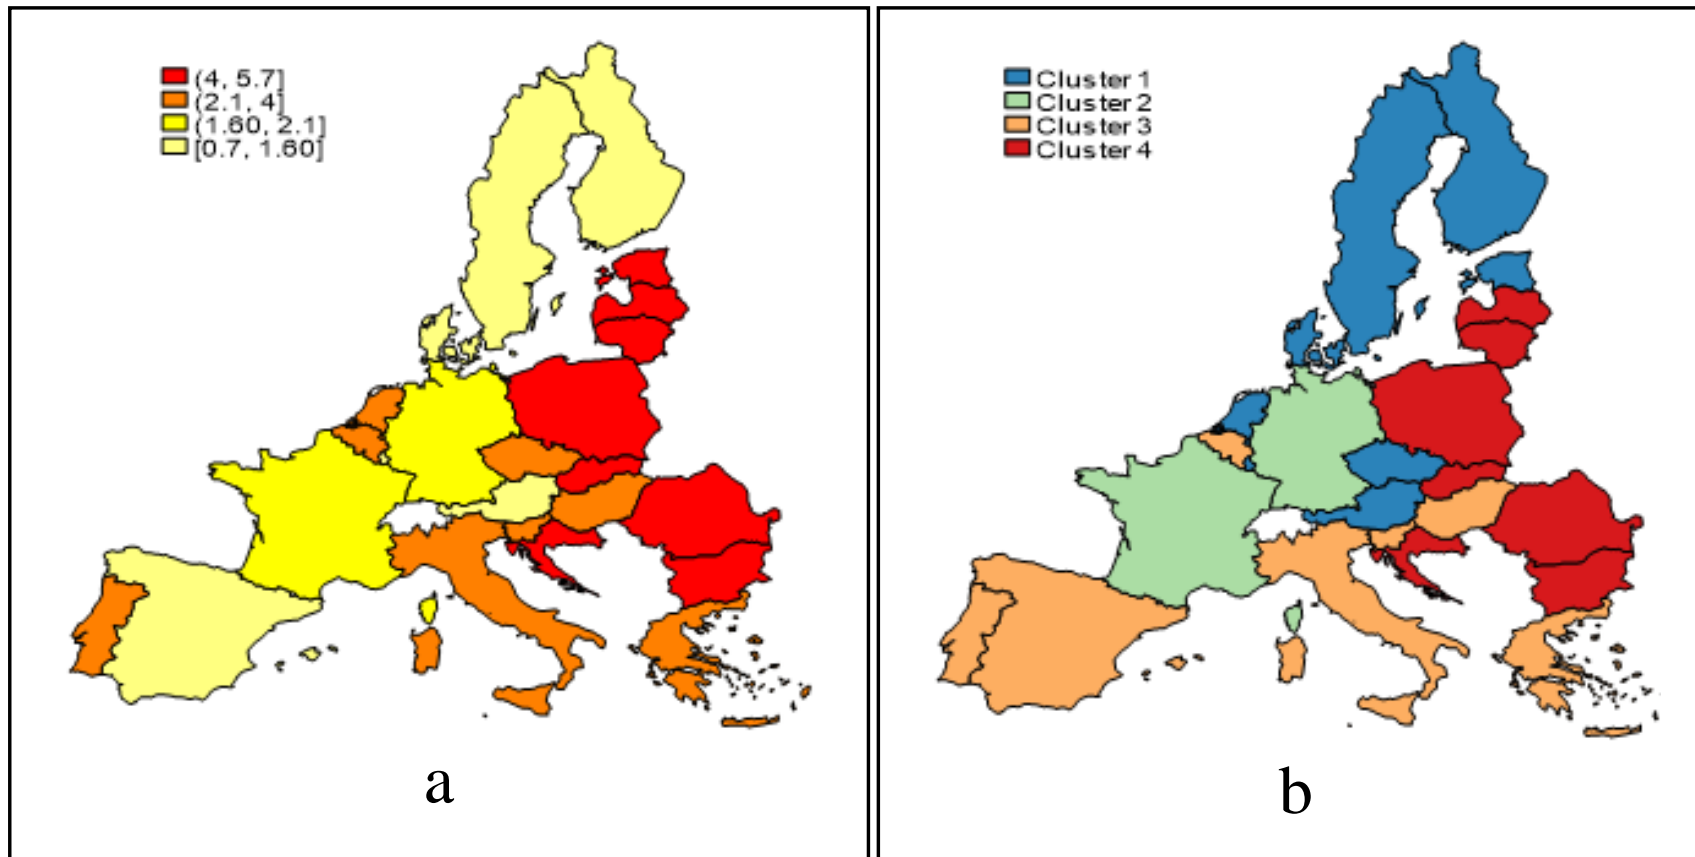 (4, 5.7]
(2.1, 4]
(1.60, 2.1]
[0.7, 1.60]
a
Cluster 1
Cluster 2
Cluster 3
Cluster 4
b